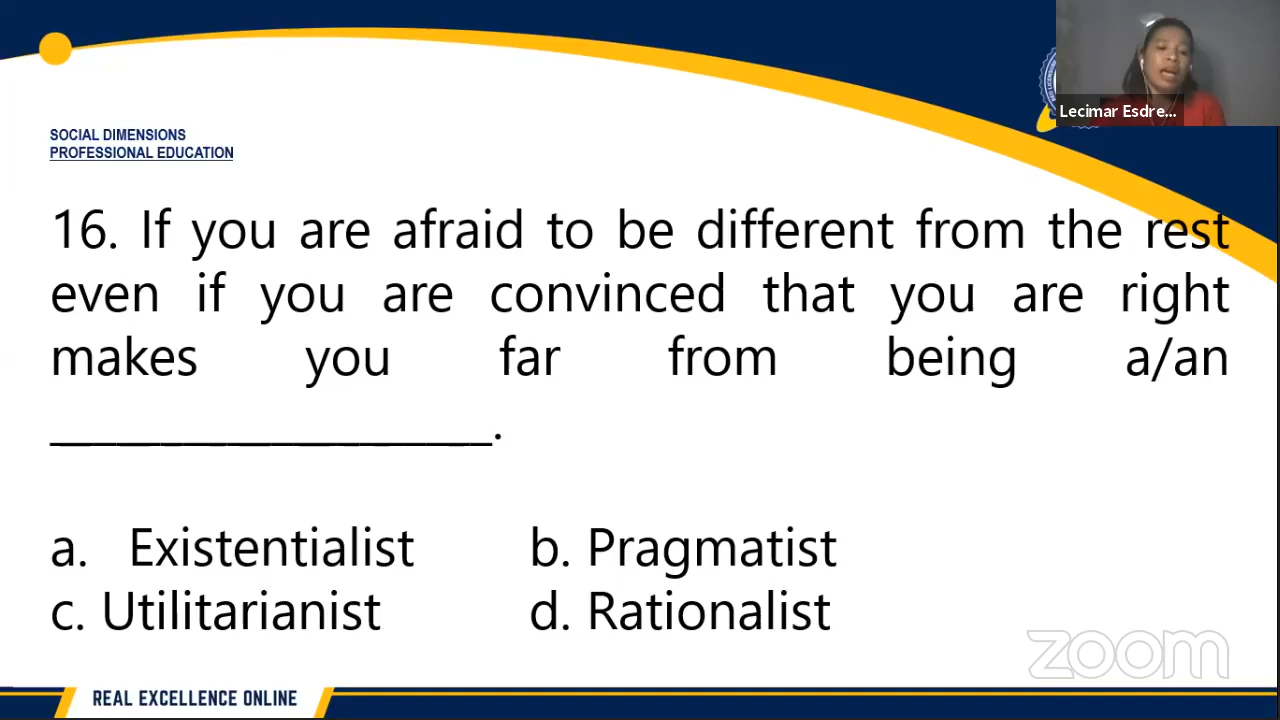 Lecimar Esdre...
SOCIAL DIMENSIONS
PROFESSIONAL EDUCATION
16. If you are afraid to be different from the rest
even if you are convinced that you are right
makes you far from being a/an
__________________.
a. Existentialist b. Pragmatist
c. Utilitarianist d. Rationalist
zoom
REAL EXCELLENCE ONLINE